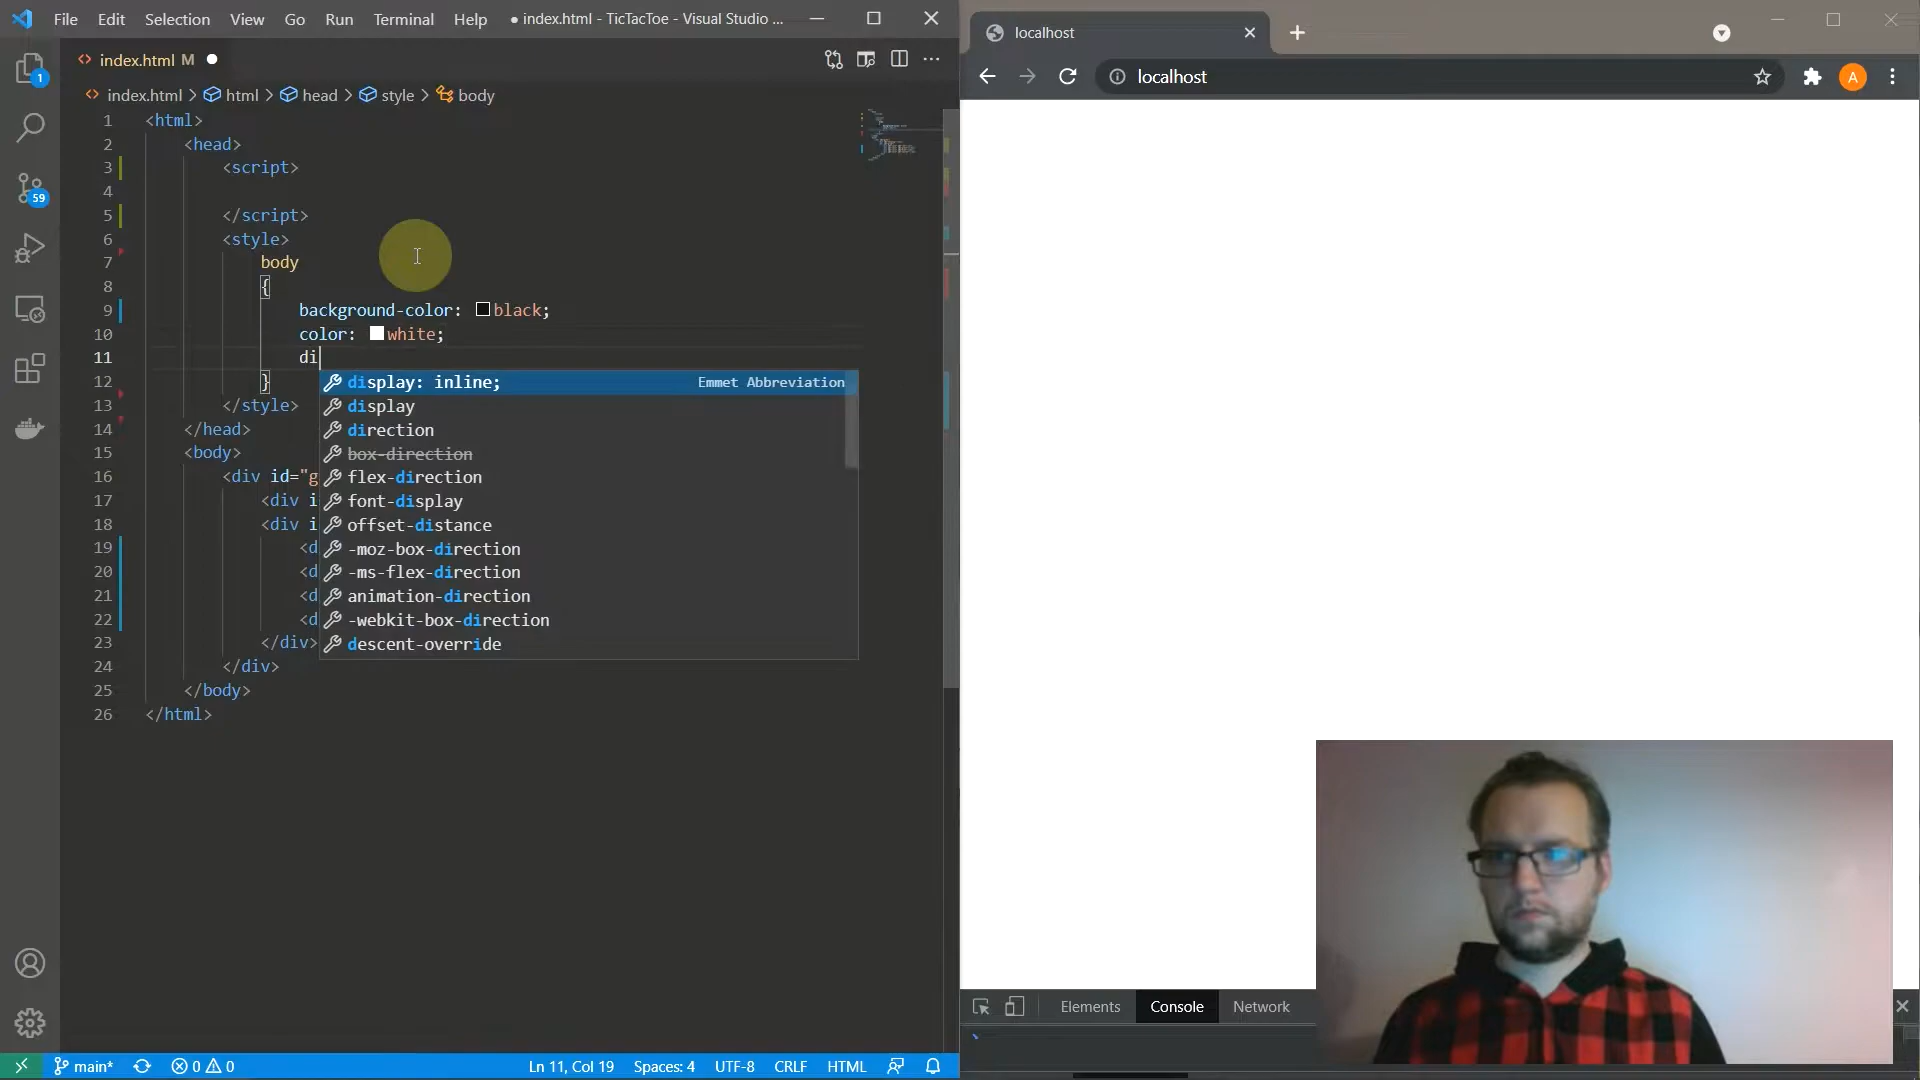 File Edit Selection View Go Run Terminal Help ● index.html - TicTacToe - Visual Studio ...
index.html M
index.html > html > head > style > body
1 <html>
2 <head>
3 <script>
4
5 </script>
6 <style>
7 body
8 {
9 background-color: black;
10 color: white;
11 di
12 }
13 </style>
14 </head>
15 <body>
16 <div id="g
17 <div i
18 <div i
19 <d
20 <d
21 <d
22 <d
23 </div>
24 </div>
25 </body>
26 </html>
display: inline; Emmet Abbreviation
display
direction
box-direction
flex-direction
font-display
offset-distance
-moz-box-direction
-ms-flex-direction
animation-direction
-webkit-box-direction
descent-override
1
59
main* 0 0 Ln 11, Col 19 Spaces: 4 UTF-8 CRLF HTML
localhost
localhost
A
Elements Console Network